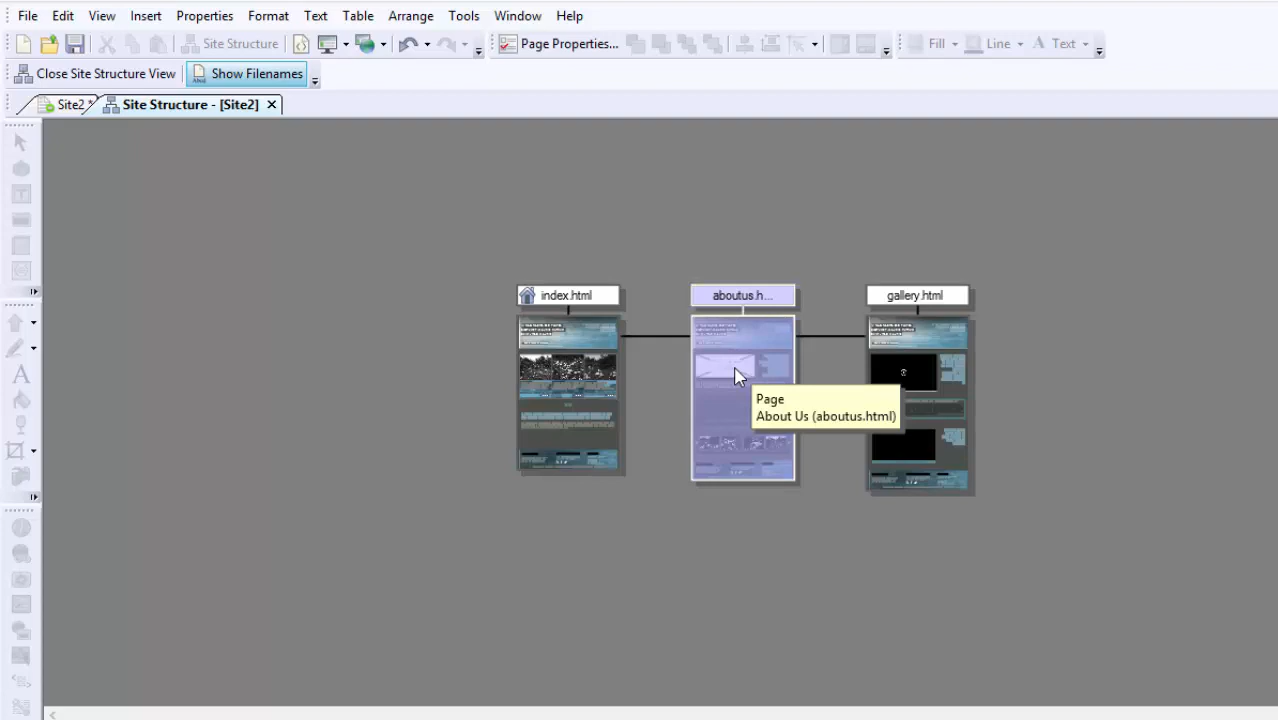 File Edit View Insert Properties Format Text Table Arrange Tools Window Help
Site Structure Page Properties... Fill Line A Text
Close Site Structure View Show Filenames
Site2 * Site Structure - [Site2]
index.html aboutus.h... gallery.html
Page
About Us (aboutus.html)